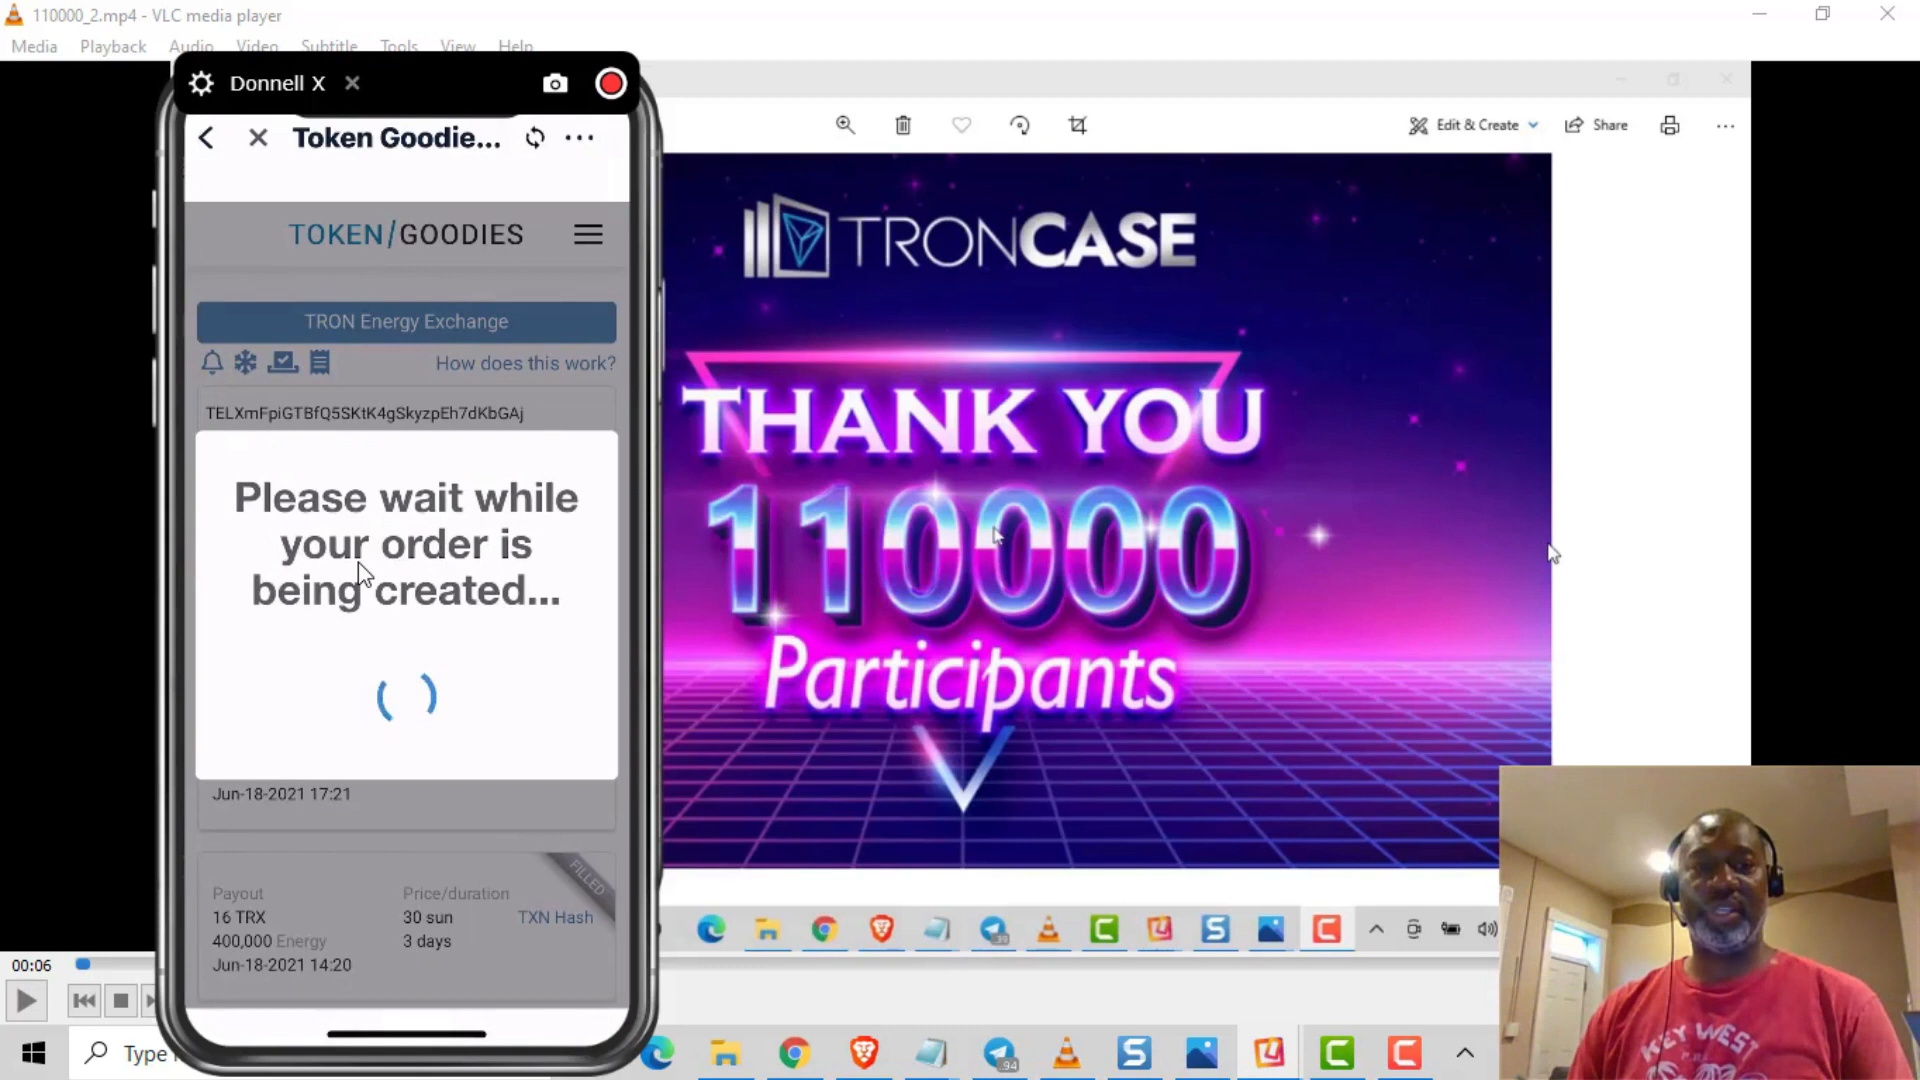 110000_2.mp4 - VLC media player
Media Playback Audio Video Subtitle Tools View Help
Donnell X
Token Goodie...
TOKEN/GOODIES
TRON Energy Exchange
How does this work?
TELXmFpiGTBfQ5SKtK4gSkyzpEh7dKbGAj
Please wait while
your order is
being created...
Jun-18-2021 17:21
FILLED
Payout Price/duration
16 TRX 30 sun TXN Hash
400,000 Energy 3 days
Jun-18-2021 14:20
Edit & Create Share
TRONCASE
THANK YOU
110000
Participants
00:06
Type
94
KEY WEST